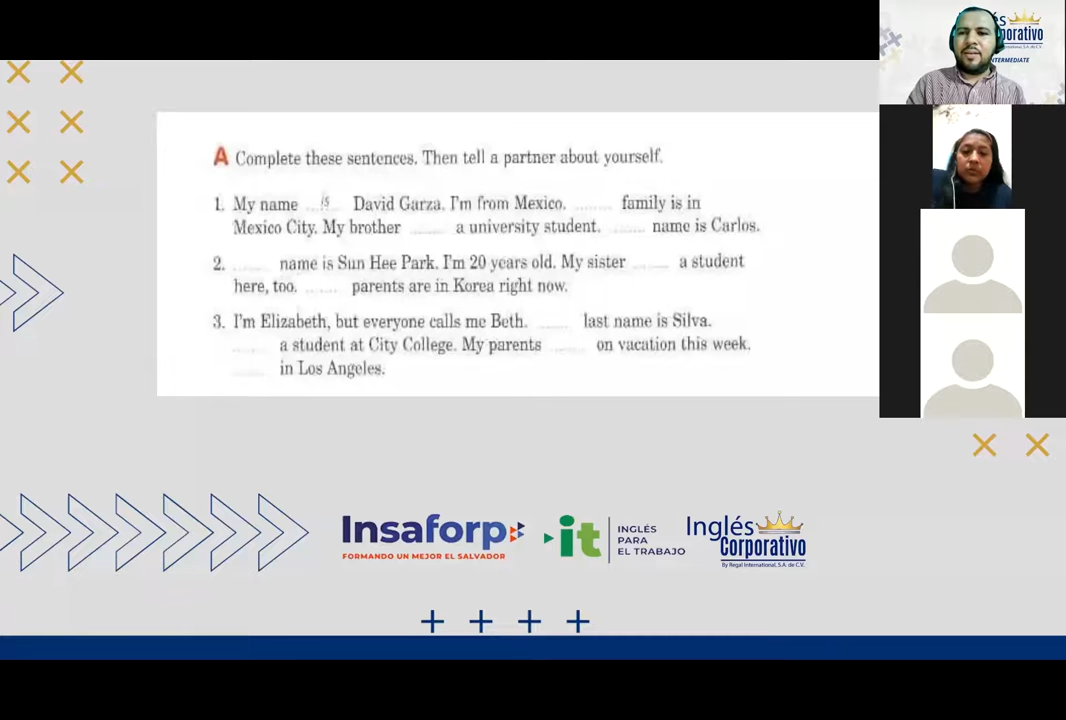 A Complete these sentences. Then tell a partner about yourself.
1. My name ...is David Garza. I'm from Mexico. ........ family is in
Mexico City. My brother ........ a university student. ........ name is Carlos.
2. ........ name is Sun Hee Park. I'm 20 years old. My sister ........ a student
here, too. ........ parents are in Korea right now.
3. I'm Elizabeth, but everyone calls me Beth. ........ last name is Silva.
........ a student at City College. My parents ........ on vacation this week.
........ in Los Angeles.
Insaforp
FORMANDO UN MEJOR EL SALVADOR
it
INGLÉS
PARA
EL TRABAJO
Inglés
Corporativo
By Regal International, S.A. de C.V.
és
porativo
NTERMEDIATE